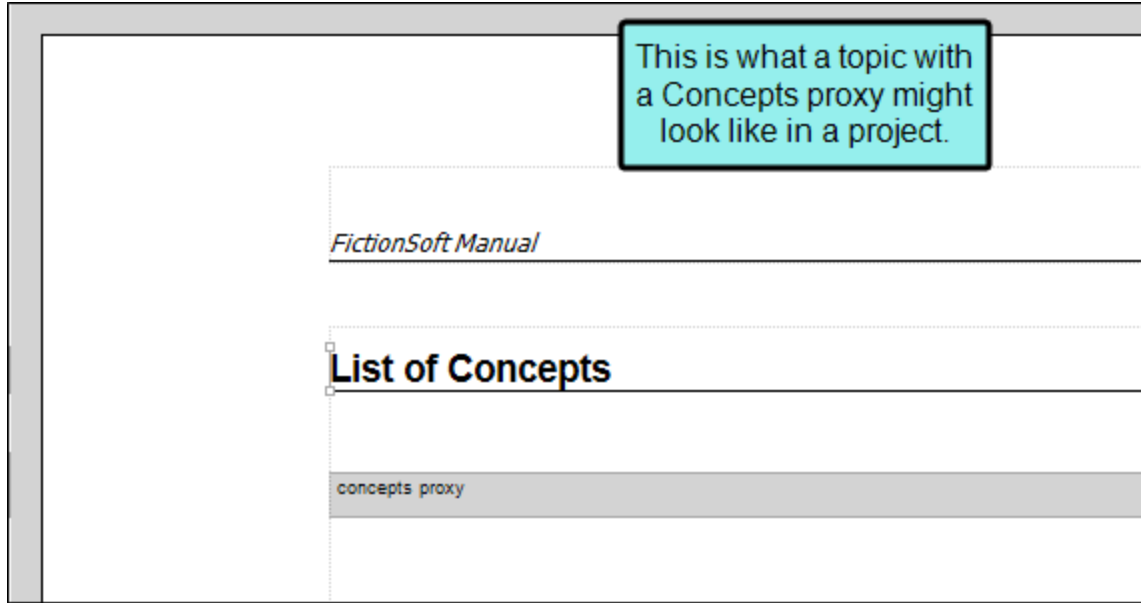 This is what a topic with
a Concepts proxy might
look like in a project.
FictionSoft Manual
List of Concepts
concepts proxy